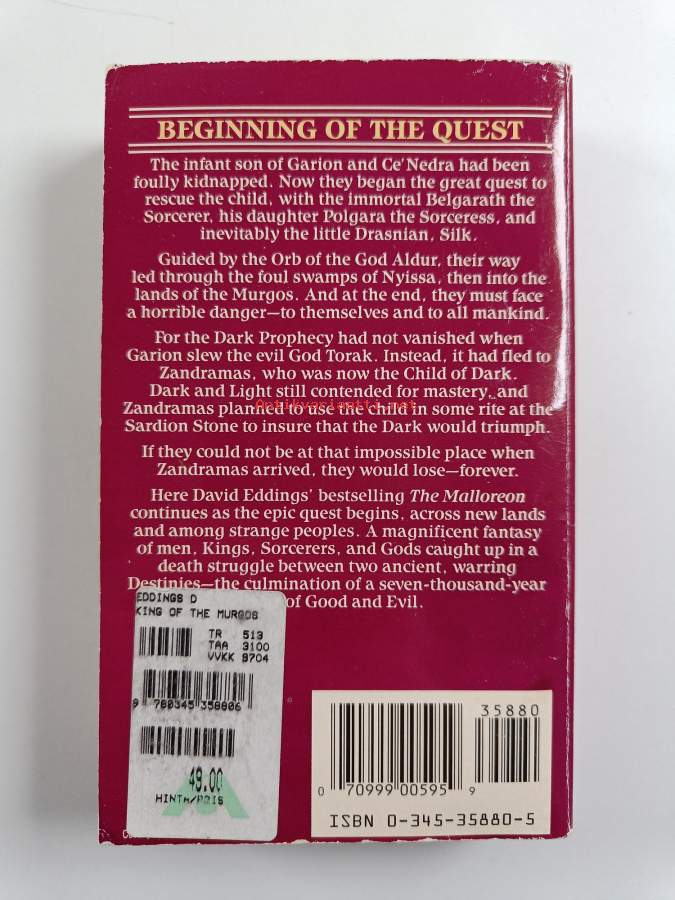 BEGINNING OF THE QUEST
The infant son of Garion and Ce'Nedra had been
foully kidnapped. Now they began the great quest to
rescue the child, with the immortal Belgarath the
Sorcerer, his daughter Polgara the Sorceress, and
inevitably the little Drasnian, Silk.
Guided by the Orb of the God Aldur, their way
led through the foul swamps of Nyissa, then into the
lands of the Murgos. And at the end, they must face
a horrible danger—to themselves and to all mankind.
For the Dark Prophecy had not vanished when
Garion slew the evil God Torak. Instead, it had fled to
Zandramas, who was now the Child of Dark.
Dark and Light still contended for mastery, and
Zandramas planned to use the child in some rite at the
Antikvariaatti.net
Sardion Stone to insure that the Dark would triumph.
If they could not be at that impossible place when
Zandramas arrived, they would lose—forever.
Here David Eddings' bestselling The Malloreon
continues as the epic quest begins, across new lands
and among strange peoples. A magnificent fantasy
of men, Kings, Sorcerers, and Gods caught up in a
death struggle between two ancient, warring
Destinies—the culmination of a seven-thousand-year
of Good and Evil.
EDDINGS D
KING OF THE MURGOS
TR 513
TAA 3100
VVKK 9704
9 780345 358806
49.00
HINTA/PRIS
35880
0 70999 00595 9
ISBN 0-345-35880-5